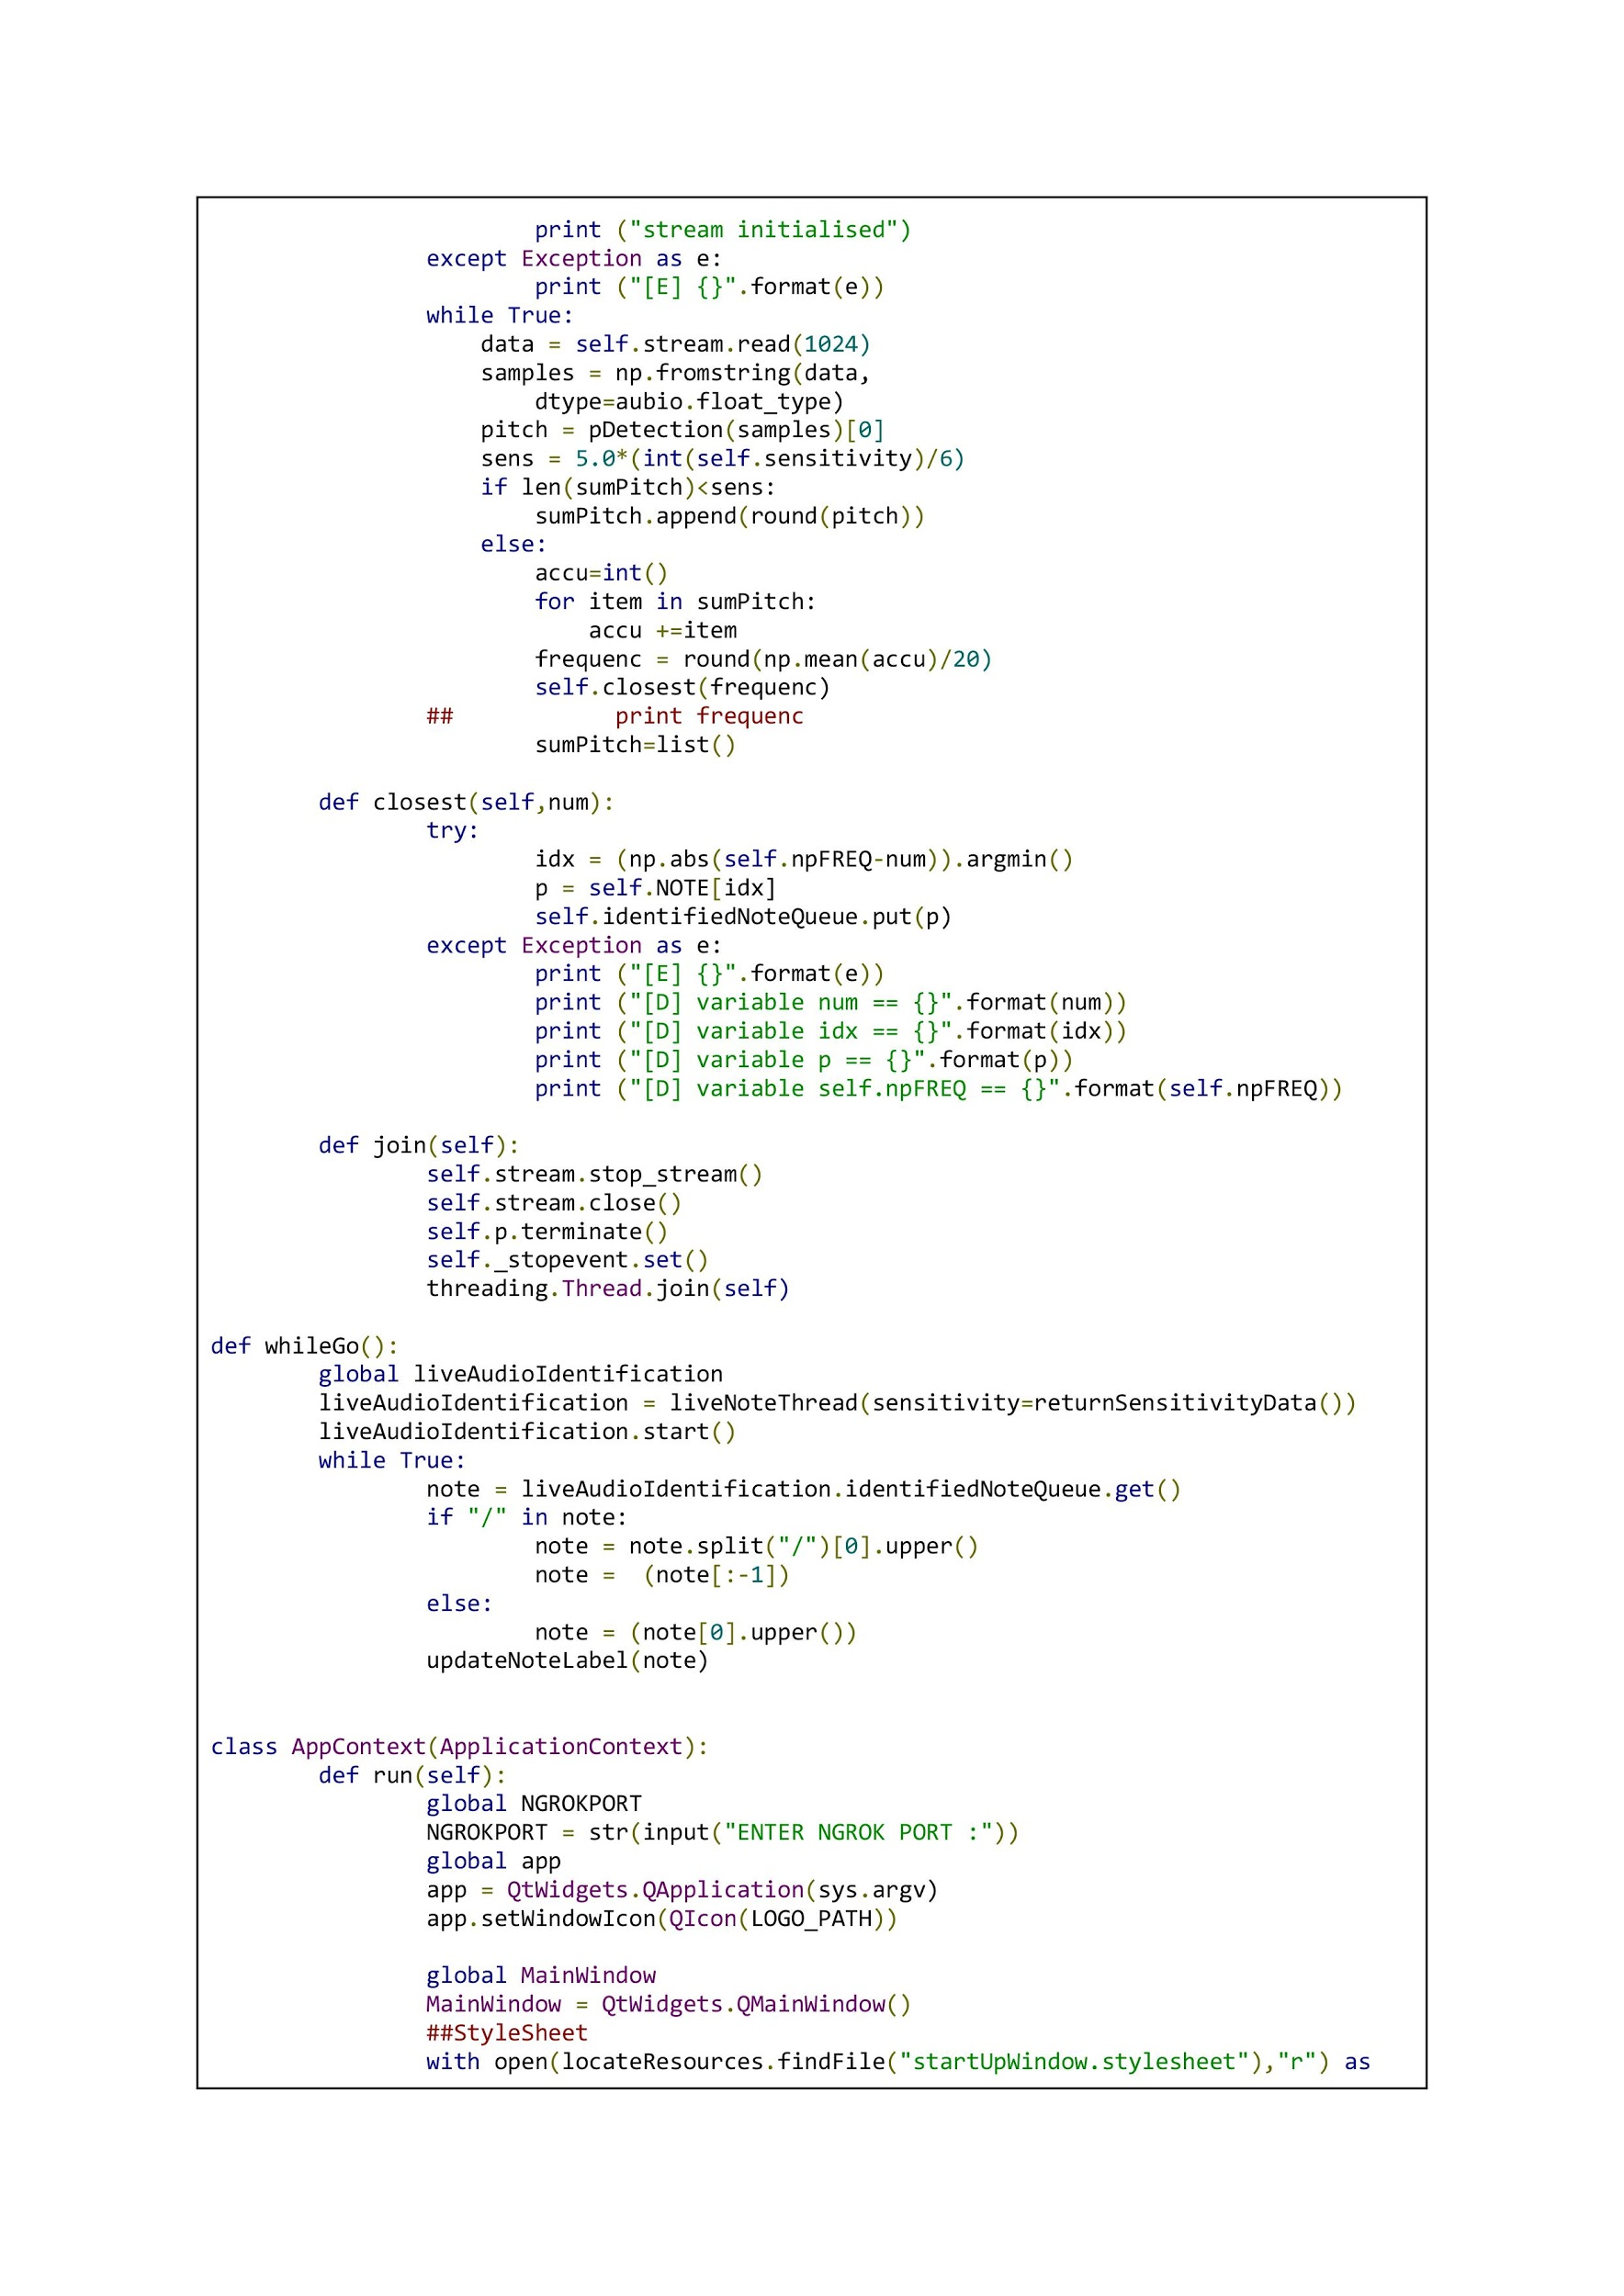 print ("stream initialised")
                except Exception as e:
                        print ("[E] {}".format(e))
                while True:
                    data = self.stream.read(1024)
                    samples = np.fromstring(data,
                        dtype=aubio.float_type)
                    pitch = pDetection(samples)[0]
                    sens = 5.0*(int(self.sensitivity)/6)
                    if len(sumPitch)<sens:
                        sumPitch.append(round(pitch))
                    else:
                        accu=int()
                        for item in sumPitch:
                            accu +=item
                        frequenc = round(np.mean(accu)/20)
                        self.closest(frequenc)
                ##            print frequenc
                        sumPitch=list()

        def closest(self,num):
                try:
                        idx = (np.abs(self.npFREQ-num)).argmin()
                        p = self.NOTE[idx]
                        self.identifiedNoteQueue.put(p)
                except Exception as e:
                        print ("[E] {}".format(e))
                        print ("[D] variable num == {}".format(num))
                        print ("[D] variable idx == {}".format(idx))
                        print ("[D] variable p == {}".format(p))
                        print ("[D] variable self.npFREQ == {}".format(self.npFREQ))

        def join(self):
                self.stream.stop_stream()
                self.stream.close()
                self.p.terminate()
                self._stopevent.set()
                threading.Thread.join(self)

def whileGo():
        global liveAudioIdentification
        liveAudioIdentification = liveNoteThread(sensitivity=returnSensitivityData())
        liveAudioIdentification.start()
        while True:
                note = liveAudioIdentification.identifiedNoteQueue.get()
                if "/" in note:
                        note = note.split("/")[0].upper()
                        note =  (note[:-1])
                else:
                        note = (note[0].upper())
                updateNoteLabel(note)


class AppContext(ApplicationContext):
        def run(self):
                global NGROKPORT
                NGROKPORT = str(input("ENTER NGROK PORT :"))
                global app
                app = QtWidgets.QApplication(sys.argv)
                app.setWindowIcon(QIcon(LOGO_PATH))

                global MainWindow
                MainWindow = QtWidgets.QMainWindow()
                ##StyleSheet
                with open(locateResources.findFile("startUpWindow.stylesheet"),"r") as